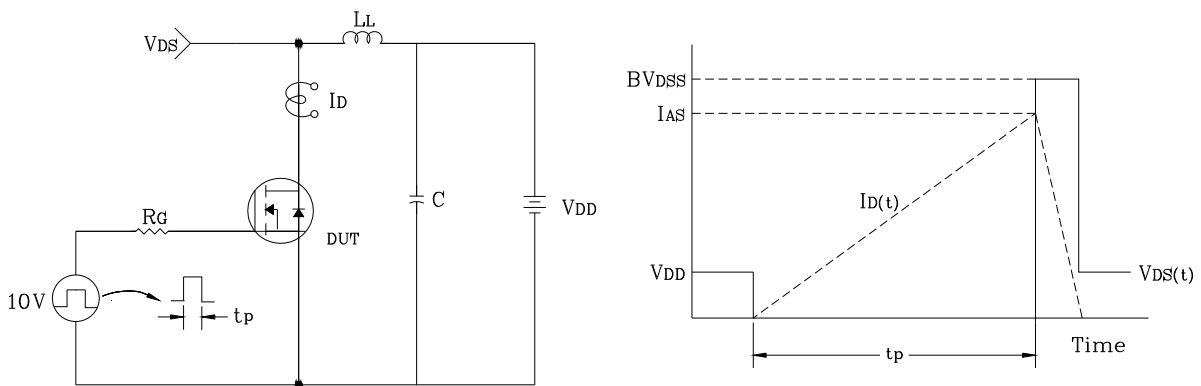 LL
VDS
ID
RG
DUT
C
VDD
10V
tp
BVDSS
IAS
ID(t)
VDD
VDS(t)
tp
Time